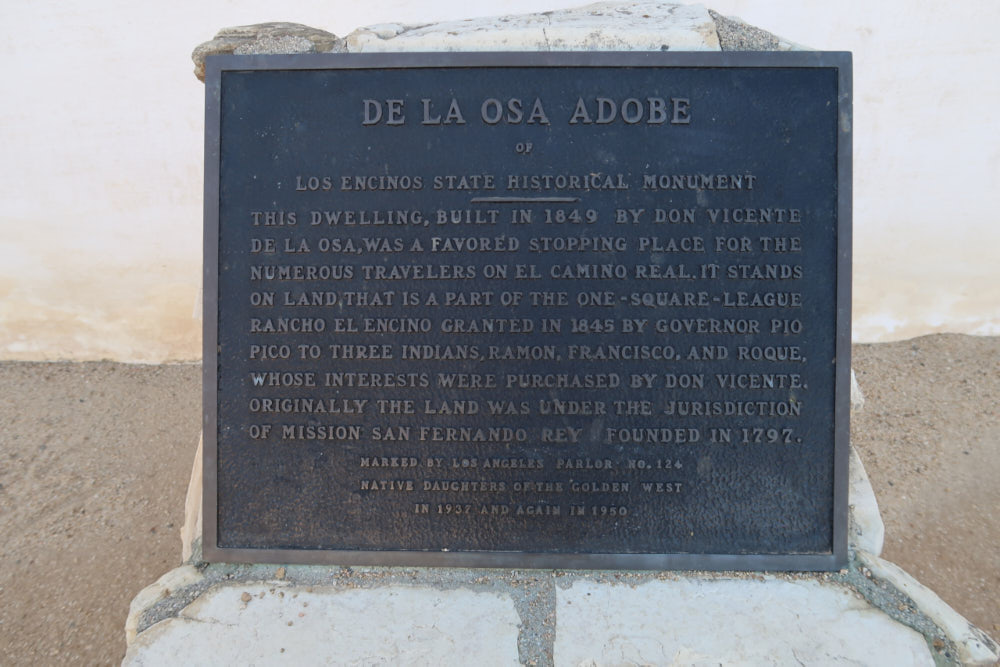 DE LA OSA ADOBE
OF
LOS ENCINOS STATE HISTORICAL MONUMENT
THIS DWELLING, BUILT IN 1849 BY DON VICENTE
DE LA OSA, WAS A FAVORED STOPPING PLACE FOR THE
NUMEROUS TRAVELERS ON EL CAMINO REAL. IT STANDS
ON LAND, THAT IS A PART OF THE ONE-SQUARE-LEAGUE
RANCHO EL ENCINO GRANTED IN 1845 BY GOVERNOR PIO
PICO TO THREE INDIANS, RAMON, FRANCISCO, AND ROQUE,
WHOSE INTERESTS WERE PURCHASED BY DON VICENTE.
ORIGINALLY THE LAND WAS UNDER THE JURISDICTION
OF MISSION SAN FERNANDO REY FOUNDED IN 1797.
MARKED BY LOS ANGELES PARLOR NO. 124
NATIVE DAUGHTERS OF THE GOLDEN WEST
IN 1937 AND AGAIN IN 1950